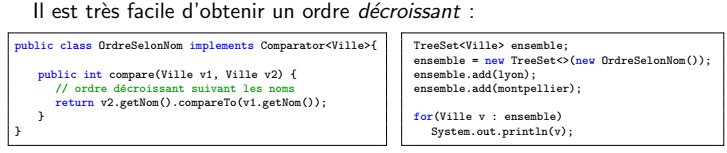 Il est très facile d'obtenir un ordre décroissant :
public class OrdreSelonNom implements Comparator<Ville>{
public int compare(Ville v1, Ville v2) {
// ordre décroissant suivant les noms
return v2.getNom().compareTo(v1.getNom());
}
}
TreeSet<Ville> ensemble;
ensemble = new TreeSet<>(new OrdreSelonNom());
ensemble.add(lyon);
ensemble.add(montpellier);
for(Ville v : ensemble)
System.out.println(v);